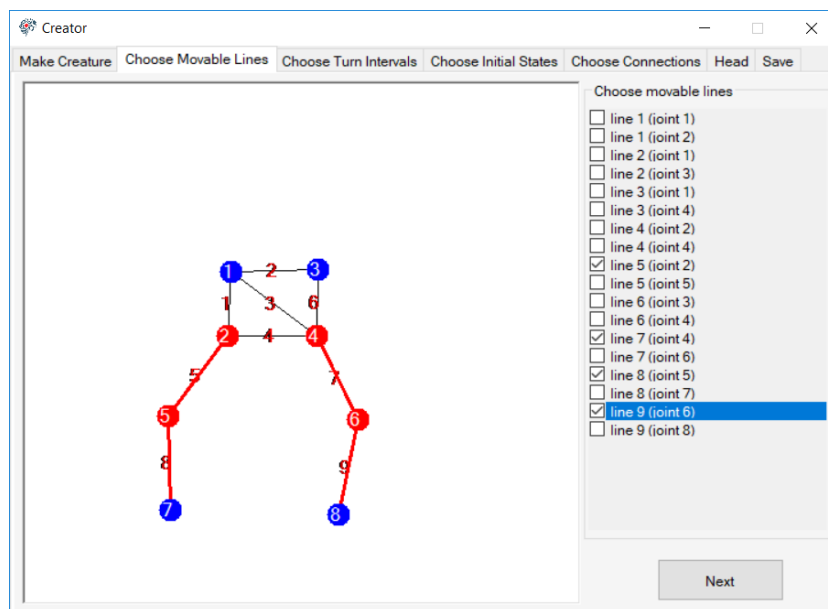 Creator
Make Creature Choose Movable Lines Choose Turn Intervals Choose Initial States Choose Connections Head Save
Choose movable lines
line 1 (joint 1)
line 1 (joint 2)
line 2 (joint 1)
line 2 (joint 3)
line 3 (joint 1)
line 3 (joint 4)
line 4 (joint 2)
line 4 (joint 4)
line 5 (joint 2)
line 5 (joint 5)
line 6 (joint 3)
line 6 (joint 4)
line 7 (joint 4)
line 7 (joint 6)
line 8 (joint 5)
line 8 (joint 7)
line 9 (joint 6)
line 9 (joint 8)
1 2 3
1 3 6
2 4 4
5 7
5 6
8 9
7 8
Next